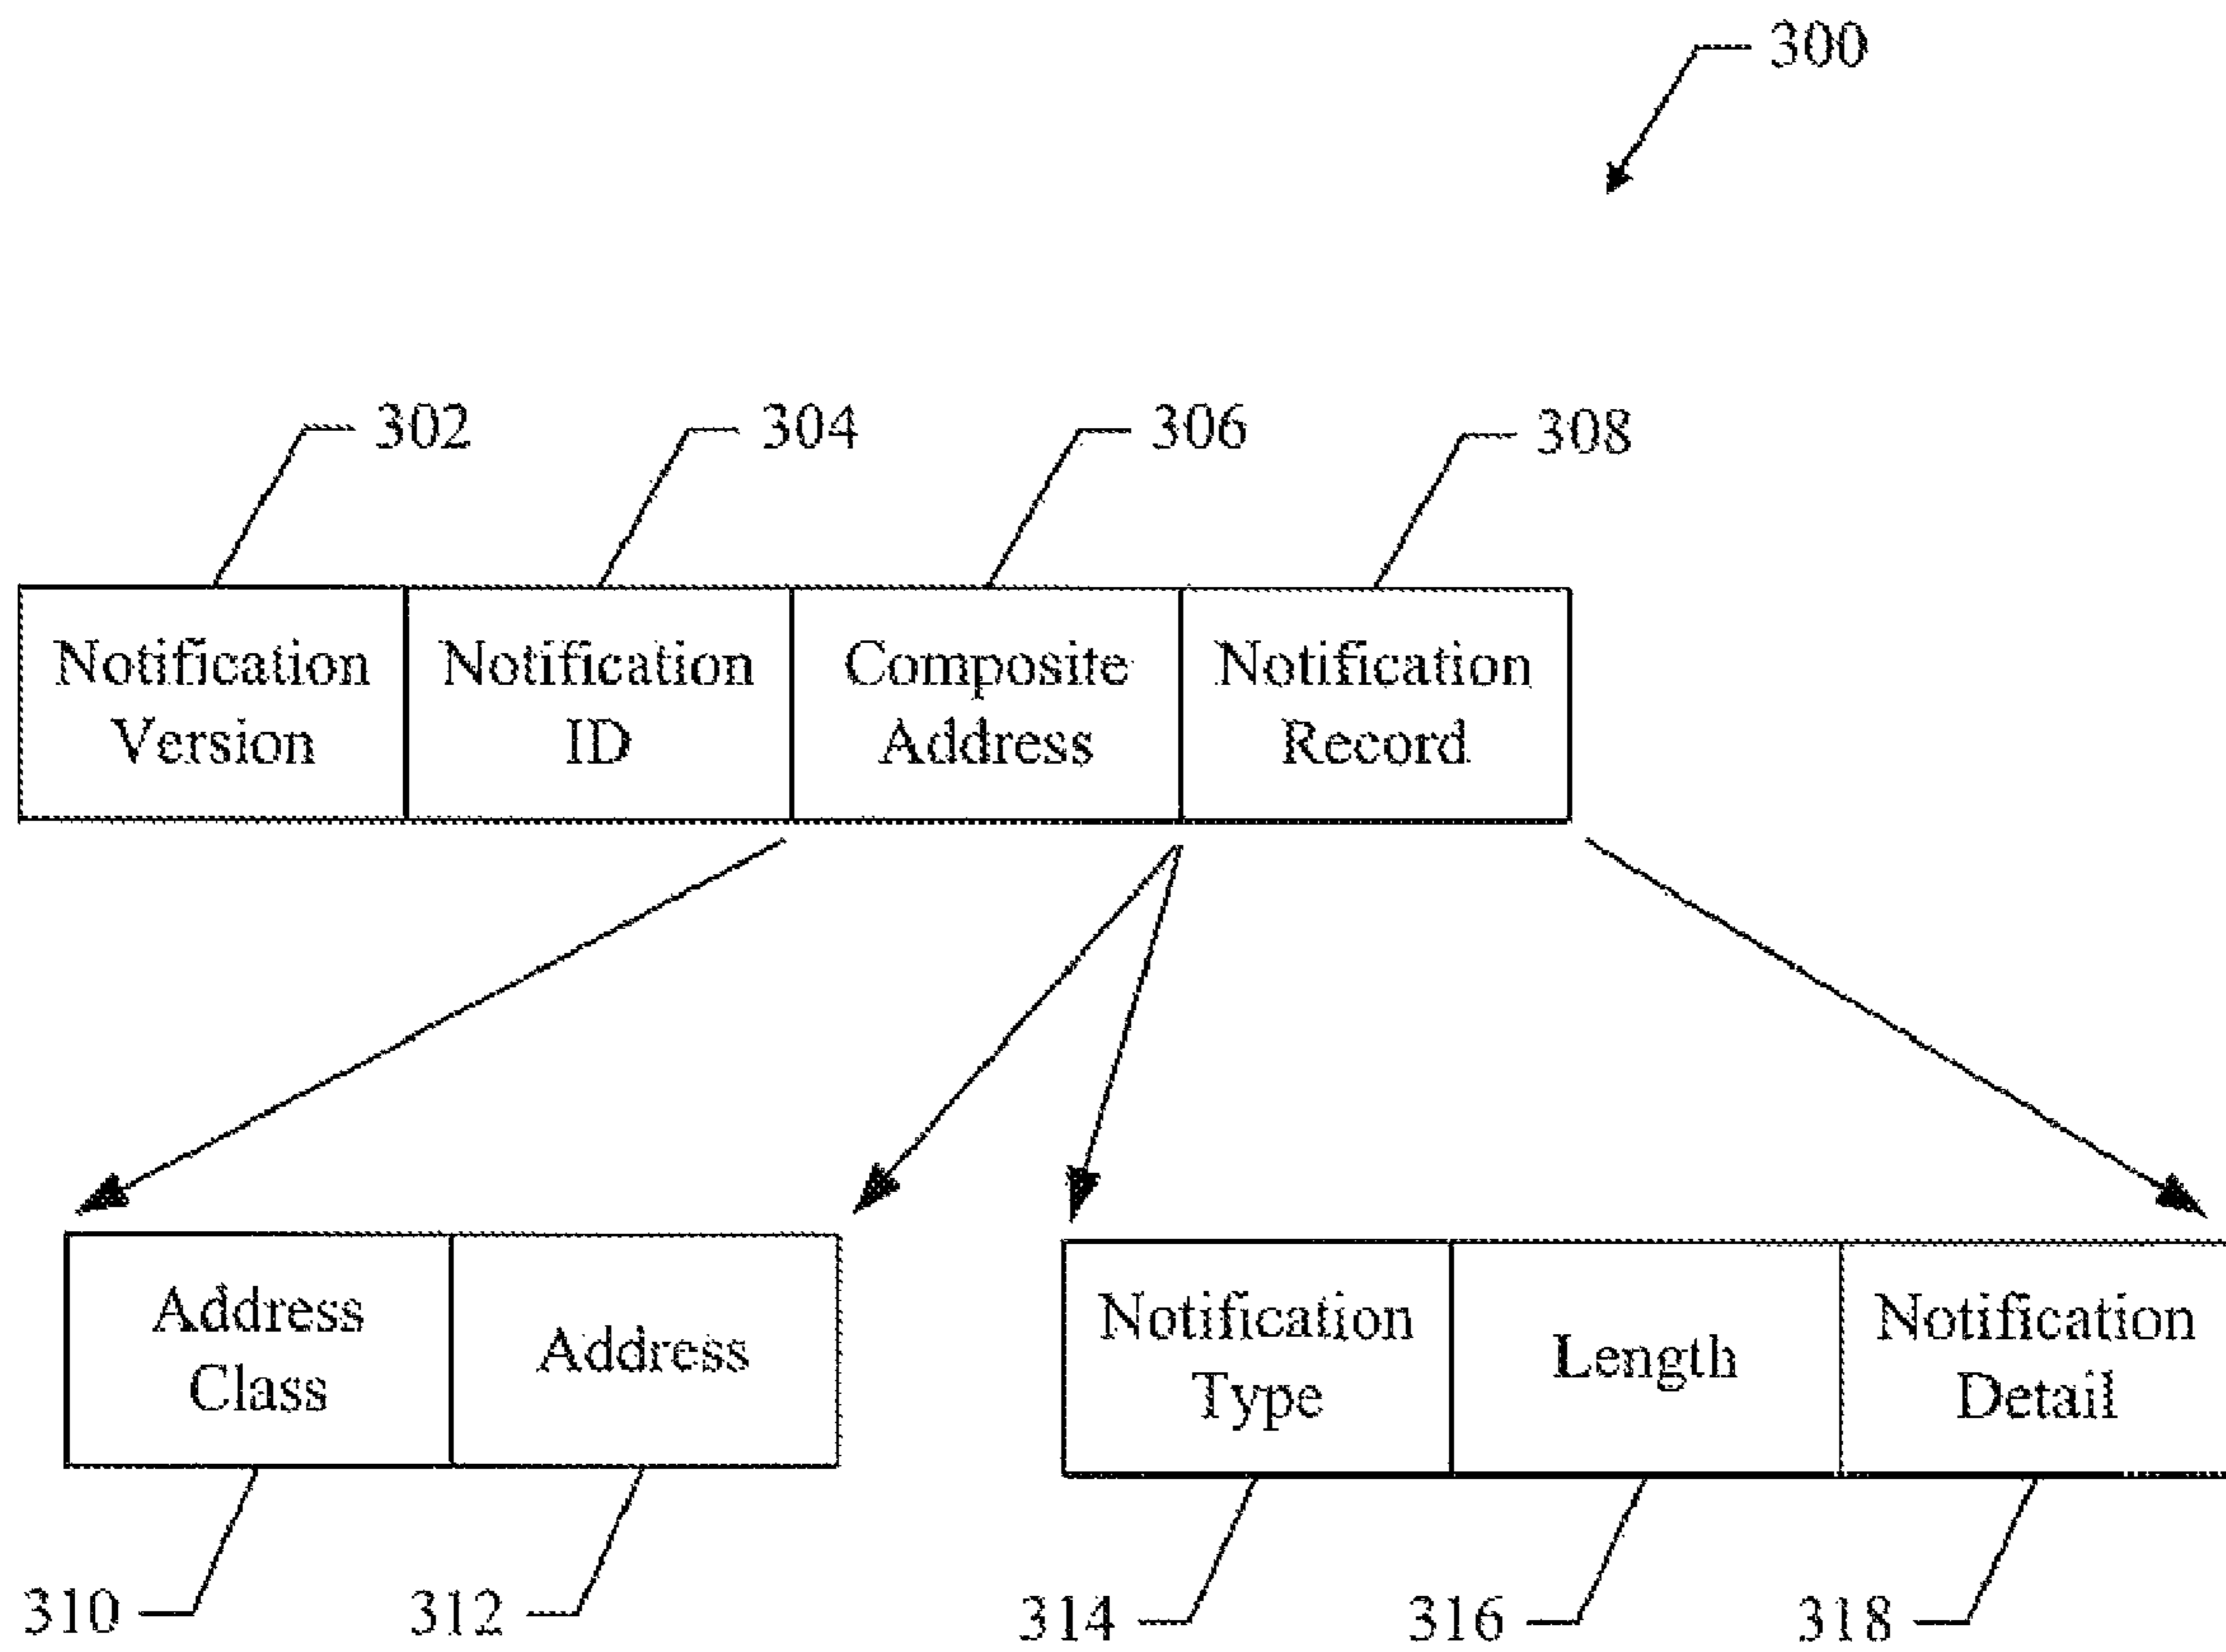 300
302
304
306
308
Notification
Version
Notification
ID
Composite
Address
Notification
Record
Address
Class
Address
Notification
Type
Length
Notification
Detail
310
312
314
316
318